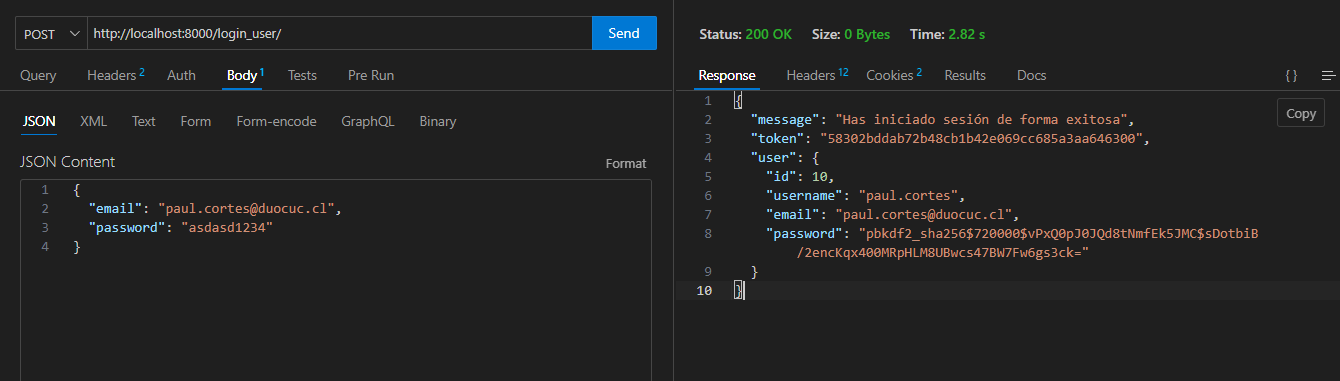 POST http://localhost:8000/login_user/ Send
Query Headers 2 Auth Body 1 Tests Pre Run
JSON XML Text Form Form-encode GraphQL Binary
JSON Content Format
1 {
2 "email": "paul.cortes@duocuc.cl",
3 "password": "asdasd1234"
4 }
Status: 200 OK Size: 0 Bytes Time: 2.82 s
Response Headers 12 Cookies 2 Results Docs { }
Copy
1 {
2 "message": "Has iniciado sesión de forma exitosa",
3 "token": "58302bddab72b48cb1b42e069cc685a3aa646300",
4 "user": {
5 "id": 10,
6 "username": "paul.cortes",
7 "email": "paul.cortes@duocuc.cl",
8 "password": "pbkdf2_sha256$720000$vPxQ0pJ0JQd8tNmfEk5JMC$sDotbiB
/2encKqx400MRpHLM8UBwcs47BW7Fw6gs3ck="
9 }
10 }